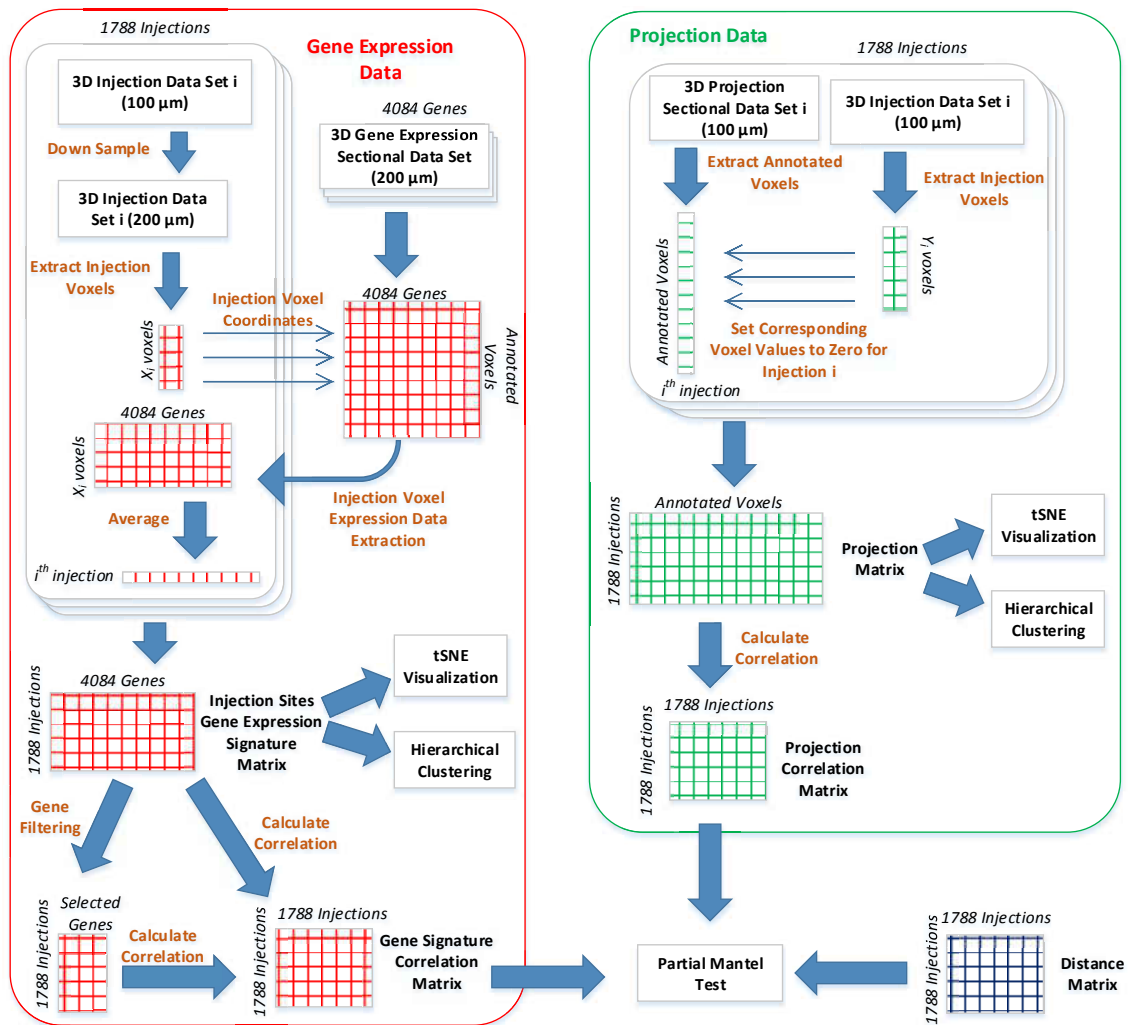 1788 Injections
Gene Expression
Data
3D Injection Data Set i
(100 µm)
Down Sample
3D Injection Data
Set i (200 µm)
4084 Genes
3D Gene Expression
Sectional Data Set
(200 µm)
Extract Injection
Voxels
Injection Voxel
Coordinates
4084 Genes
Annotated
Voxels
Xi voxels
4084 Genes
Xi voxels
Average
Injection Voxel
Expression Data
Extraction
ith injection
4084 Genes
1788 Injections
Injection Sites
Gene Expression
Signature
Matrix
tSNE
Visualization
Hierarchical
Clustering
Gene
Filtering
Calculate
Correlation
Selected
Genes
1788 Injections
Calculate
Correlation
1788 Injections
1788 Injections
Gene Signature
Correlation
Matrix
Projection Data
1788 Injections
3D Projection
Sectional Data Set i
(100 µm)
3D Injection Data Set i
(100 µm)
Extract Annotated
Voxels
Extract Injection
Voxels
Annotated Voxels
Yi voxels
Set Corresponding
Voxel Values to Zero for
Injection i
ith injection
Annotated Voxels
1788 Injections
Projection
Matrix
tSNE
Visualization
Hierarchical
Clustering
Calculate
Correlation
1788 Injections
1788 Injections
Projection
Correlation
Matrix
Partial Mantel
Test
1788 Injections
1788 Injections
Distance
Matrix